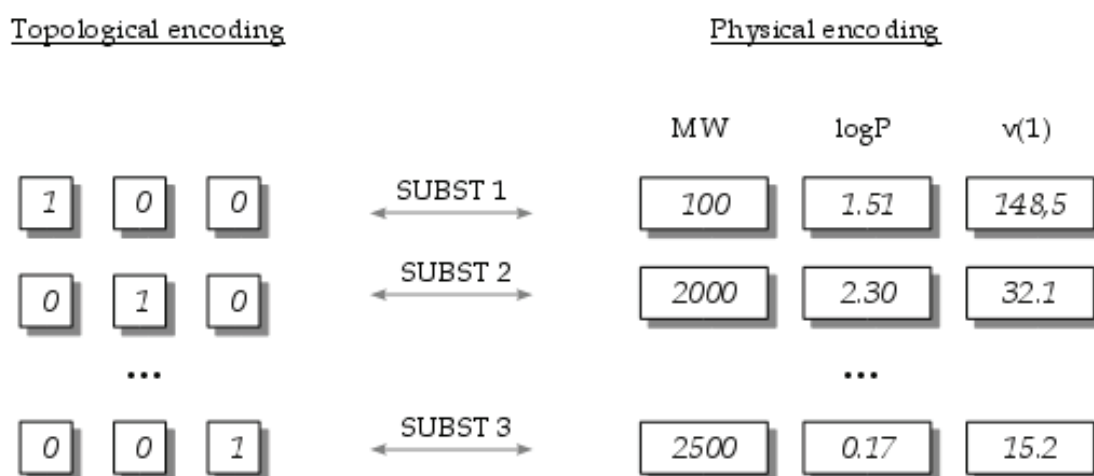 Topological encoding Physical encoding
MW logP v(1)
1 0 0 SUBST 1 100 1.51 148,5
0 1 0 SUBST 2 2000 2.30 32.1
... ...
0 0 1 SUBST 3 2500 0.17 15.2